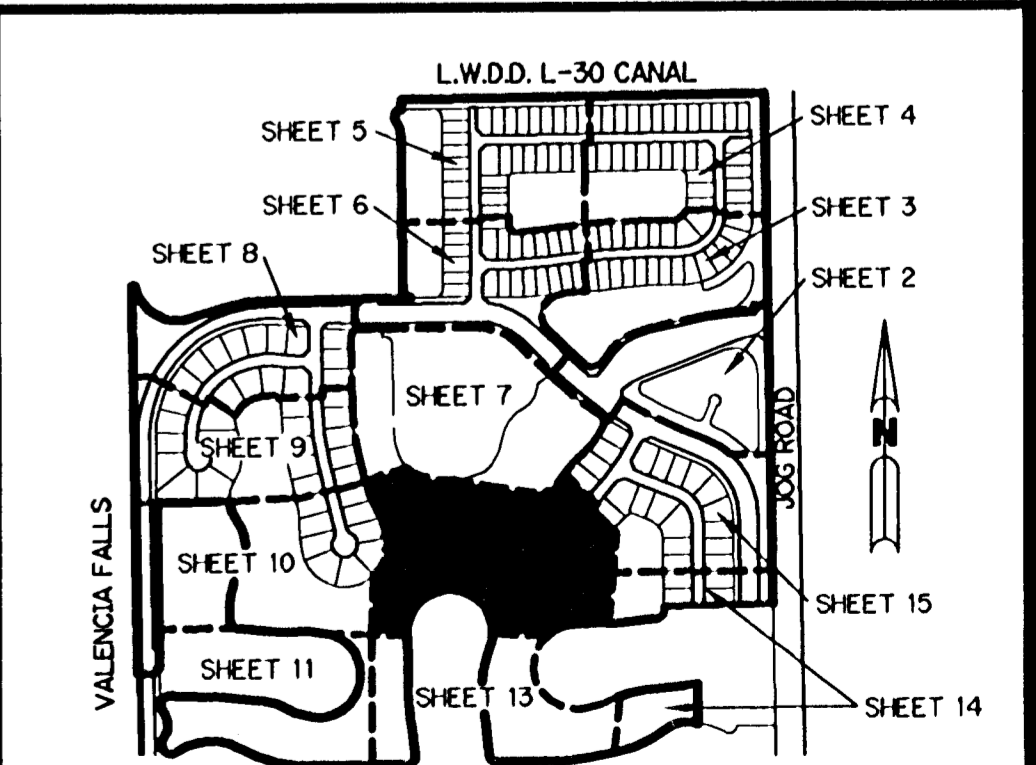 L.W.D.D. L-30 CANAL
SHEET 5
SHEET 4
SHEET 6
SHEET 3
SHEET 8
SHEET 2
SHEET 7
JOG ROAD
N
SHEET 9
VALENCIA FALLS
SHEET 10
SHEET 15
SHEET 11
SHEET 13
SHEET 14